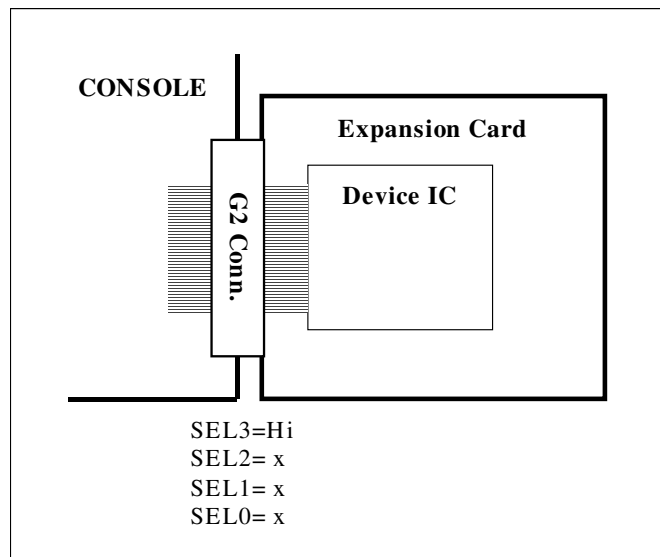 CONSOLE
Expansion Card
Device IC
G2 Conn.
SEL3=Hi
SEL2= x
SEL1= x
SEL0= x